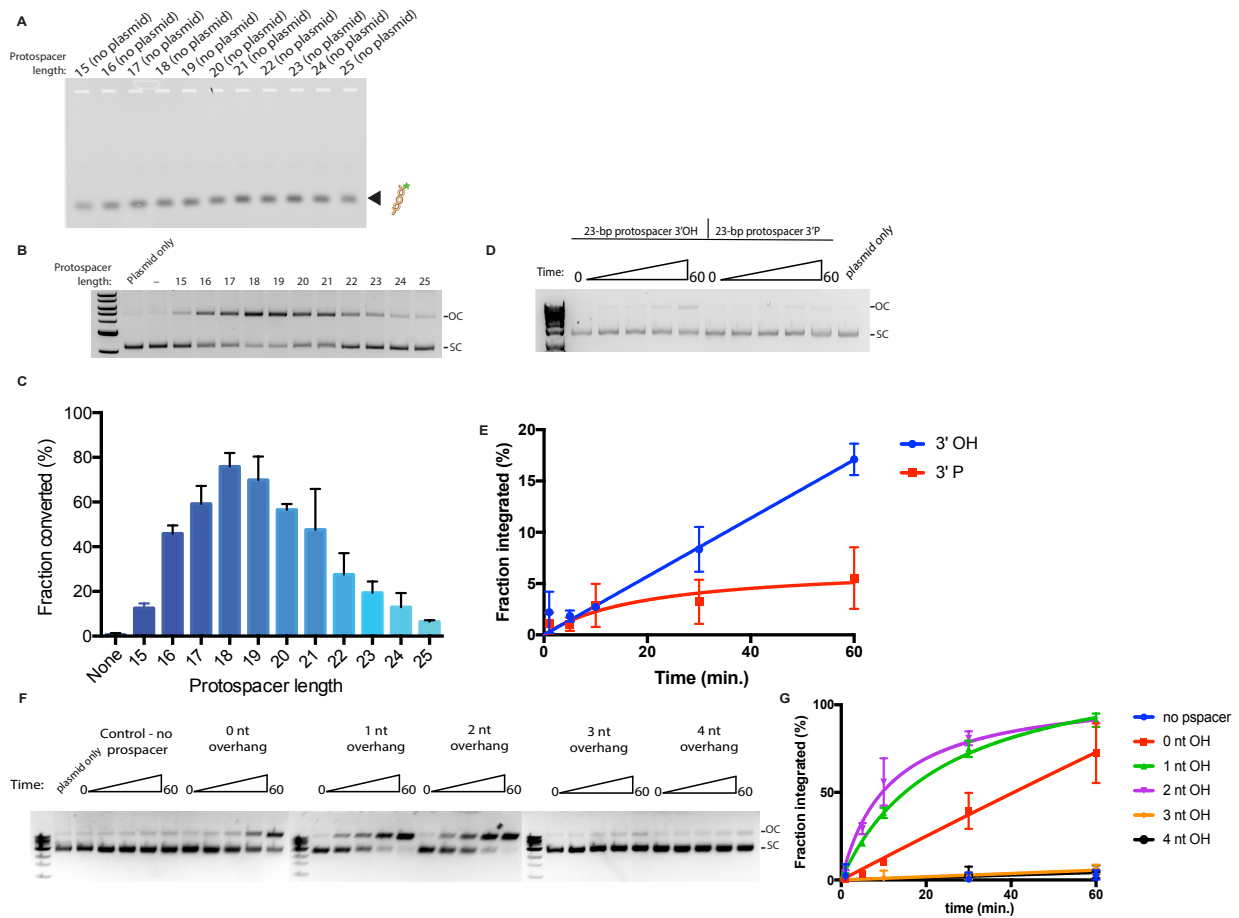 A
Protospacer
length:
15 (no plasmid)
16 (no plasmid)
17 (no plasmid)
18 (no plasmid)
19 (no plasmid)
20 (no plasmid)
21 (no plasmid)
22 (no plasmid)
23 (no plasmid)
24 (no plasmid)
25 (no plasmid)
B
Protospacer
length:
Plasmid only
– 15 16 17 18 19 20 21 22 23 24 25
-OC
-SC
D
23-bp protospacer 3'OH
23-bp protospacer 3'P
plasmid only
Time: 0 60 0 60
-OC
-SC
C
Fraction converted (%)
100
80
60
40
20
0
None 15 16 17 18 19 20 21 22 23 24 25
Protospacer length
E
Fraction integrated (%)
20
15
10
5
0
0 20 40 60
Time (min.)
3' OH
3' P
F
Control - no
prospacer
0 nt
overhang
1 nt
overhang
2 nt
overhang
3 nt
overhang
4 nt
overhang
Time:
plasmid only
0 60 0 60 0 60 0 60 0 60 0 60
-OC
-SC
G
Fraction integrated (%)
100
50
0
0 20 40 60
time (min.)
no pspacer
0 nt OH
1 nt OH
2 nt OH
3 nt OH
4 nt OH